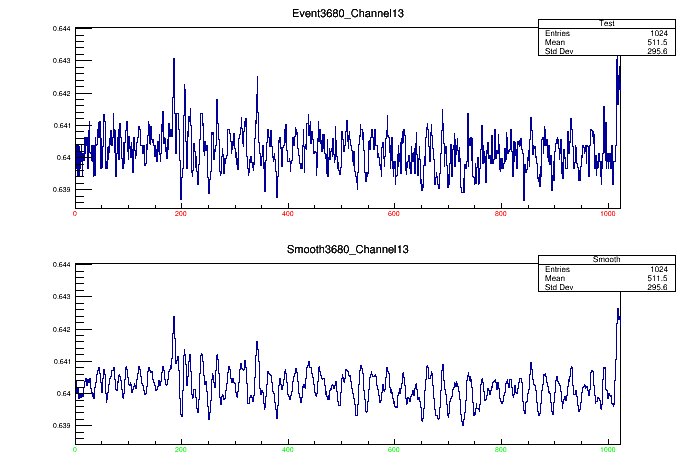 Event3680_Channel13
Test
Entries 1024
Mean 511.5
Std Dev 295.6
0.644
0.643
0.642
0.641
0.64
0.639
0 200 400 600 800 1000
Smooth3680_Channel13
Smooth
Entries 1024
Mean 511.5
Std Dev 295.6
0.644
0.643
0.642
0.641
0.64
0.639
0 200 400 600 800 1000